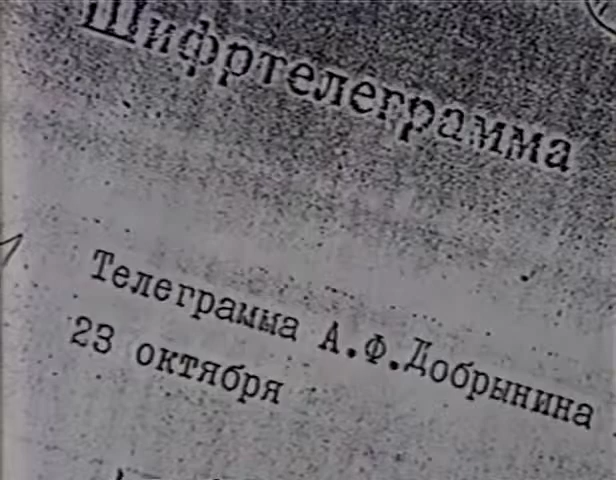 Шифртелеграмма
Телеграмма А.Ф.Добрынина
23 октября